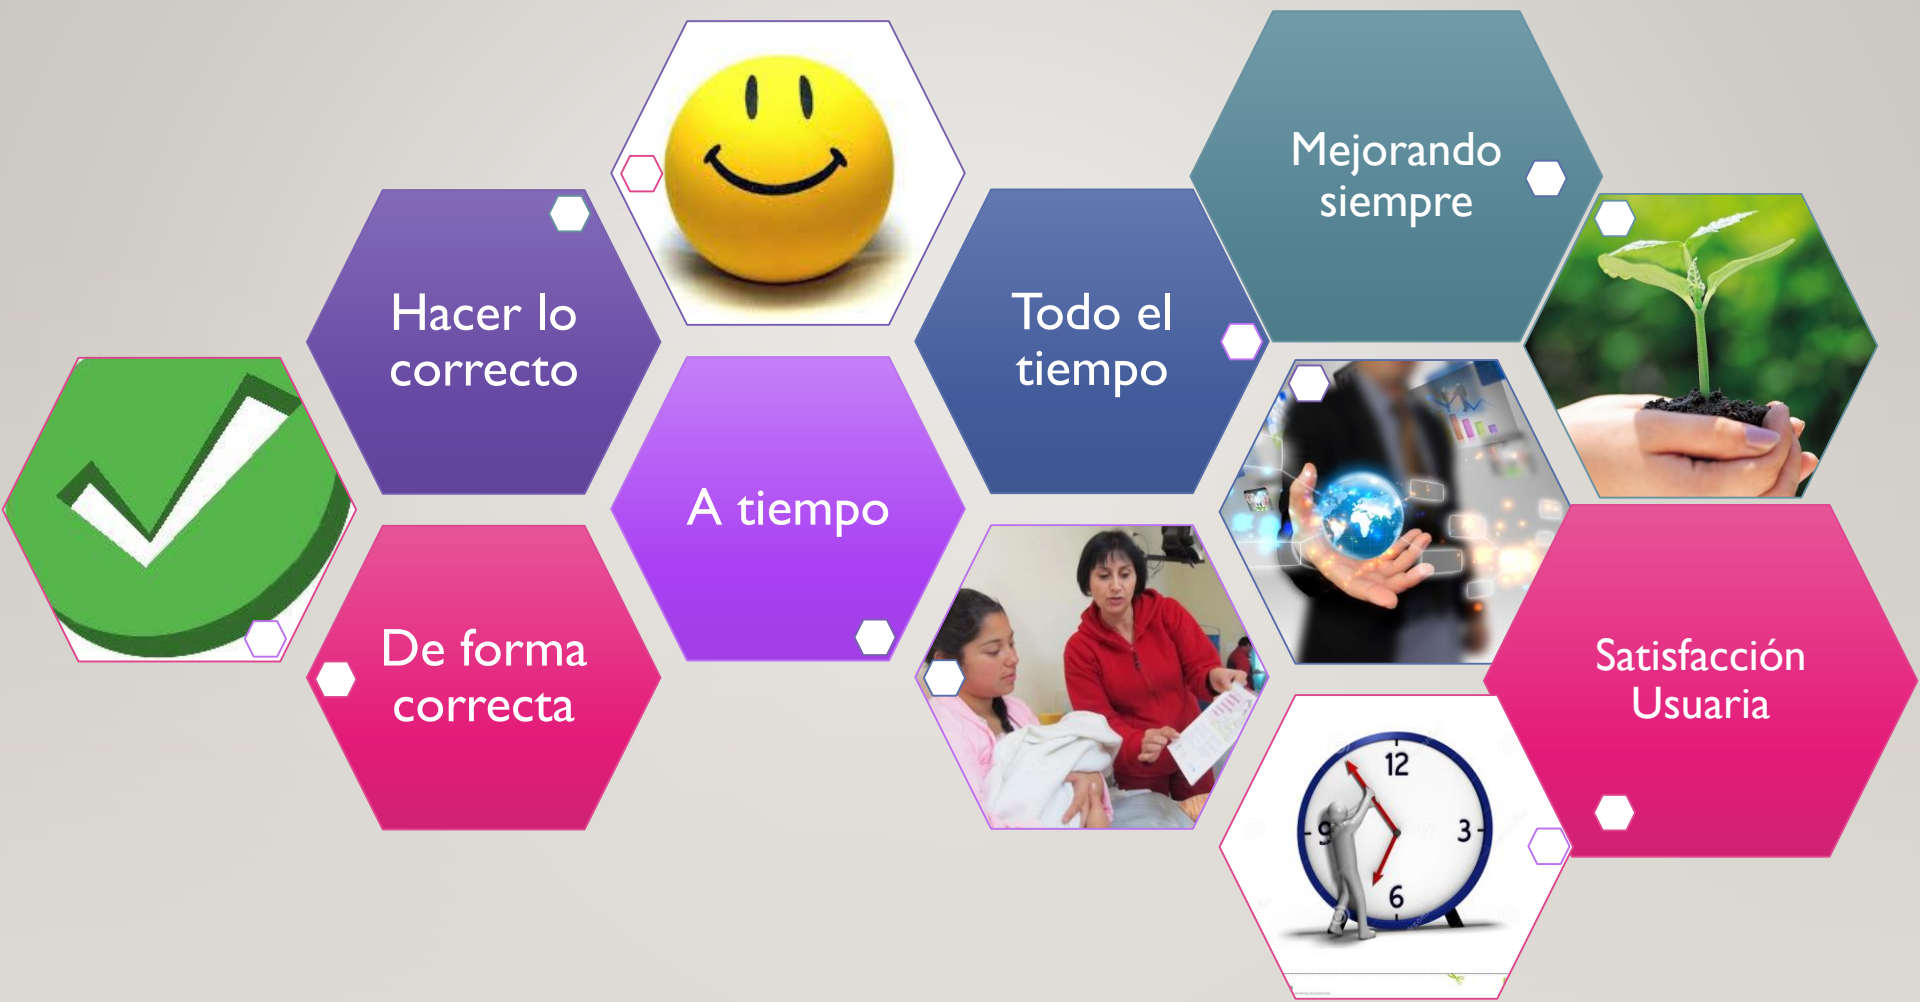 Hacer lo
correcto
De forma
correcta
A tiempo
Todo el
tiempo
Mejorando
siempre
Satisfacción
Usuaria
12
9
3
6